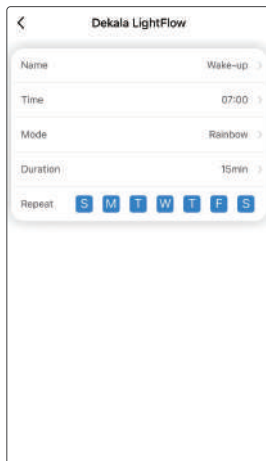 Dekala LightFlow
Name Wake-up
Time 07:00
Mode Rainbow
Duration 15min
Repeat S M T W T F S